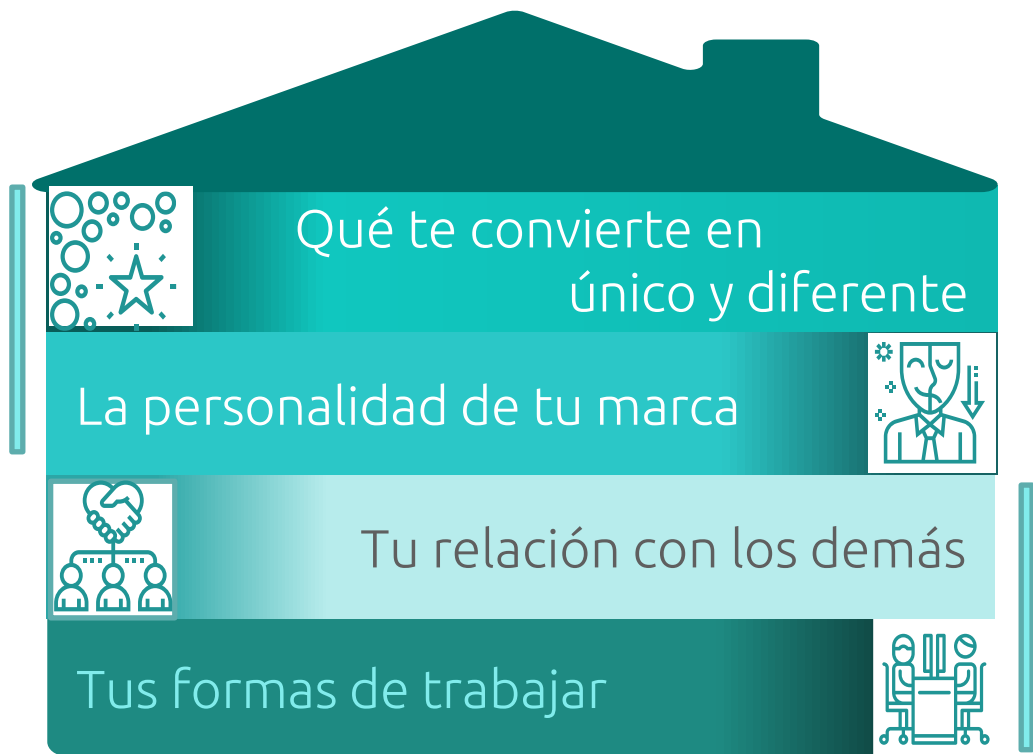 Qué te convierte en
único y diferente
La personalidad de tu marca
Tu relación con los demás
Tus formas de trabajar